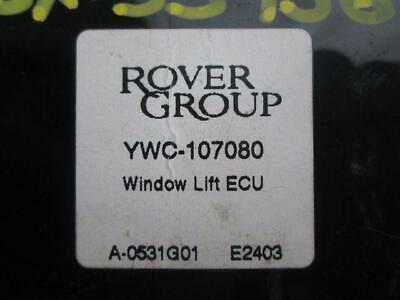 ROVER
GROUP
YWC-107080
Window Lift ECU
A-0531G01 E2403